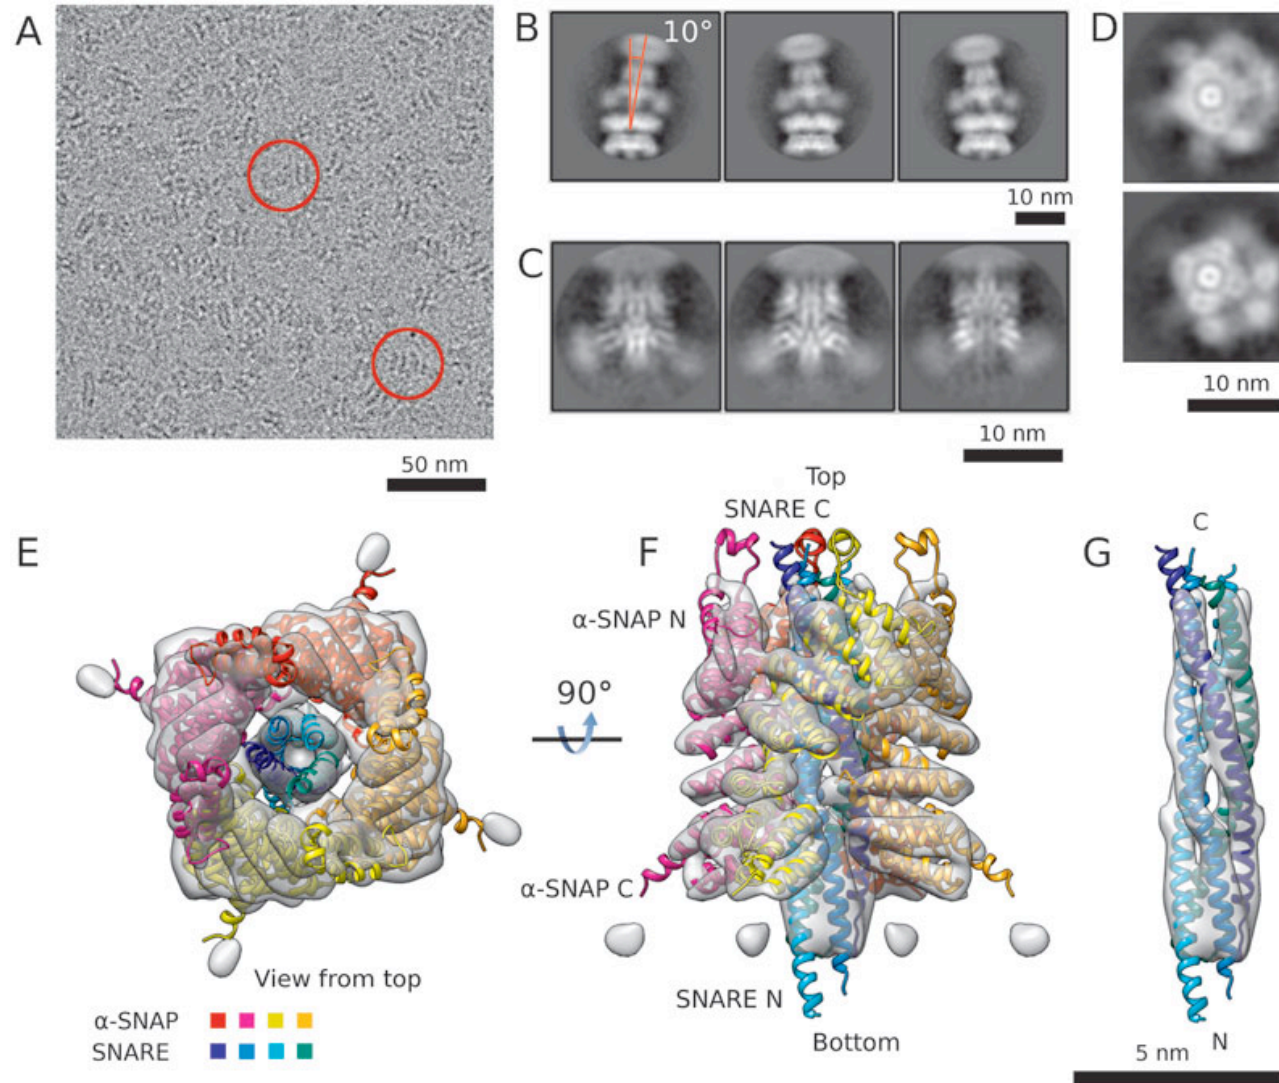 A
B
10°
D
10 nm
C
10 nm
10 nm
50 nm
Top
SNARE C
E
F
G
C
α-SNAP N
90°
α-SNAP C
View from top
SNARE N
α-SNAP
SNARE
Bottom
N
5 nm